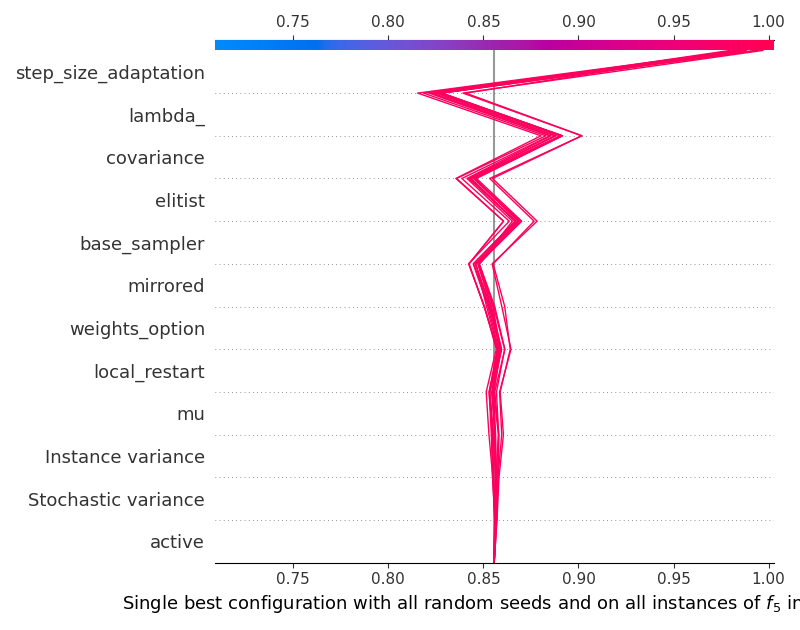 0.75 0.80 0.85 0.90 0.95 1.00
step_size_adaptation
lambda_
covariance
elitist
base_sampler
mirrored
weights_option
local_restart
mu
Instance variance
Stochastic variance
active
0.75 0.80 0.85 0.90 0.95 1.00
Single best configuration with all random seeds and on all instances of f₅ in